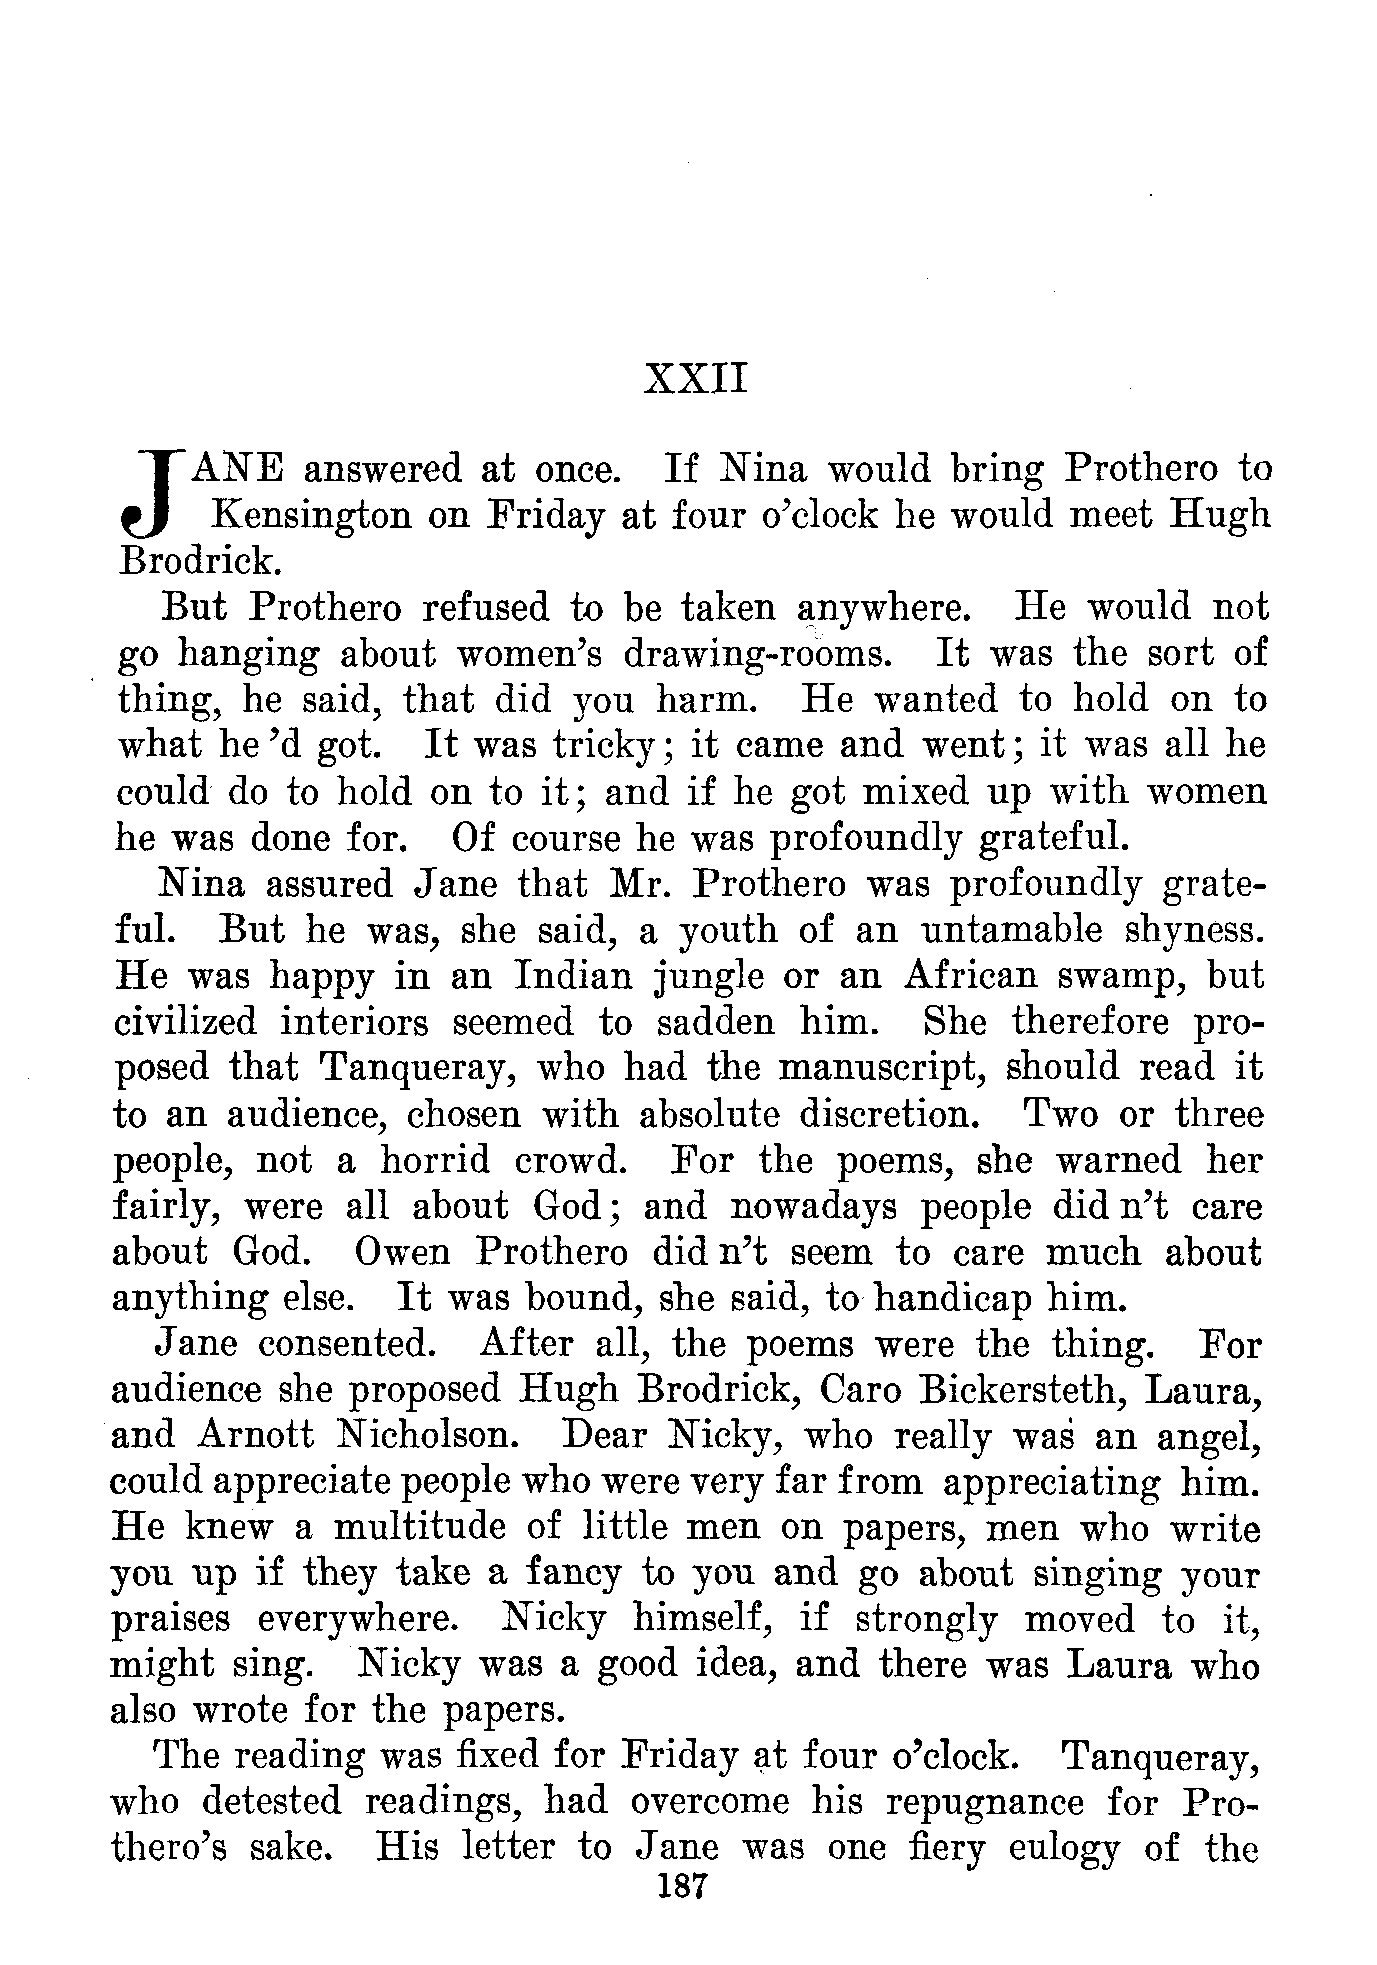 XXII
JANE answered at once. If Nina would bring Prothero to
Kensington on Friday at four o'clock he would meet Hugh
Brodrick.
But Prothero refused to be taken anywhere. He would not
go hanging about women's drawing-rooms. It was the sort of
thing, he said, that did you harm. He wanted to hold on to
what he 'd got. It was tricky; it came and went; it was all he
could do to hold on to it; and if he got mixed up with women
he was done for. Of course he was profoundly grateful.
Nina assured Jane that Mr. Prothero was profoundly grate-
ful. But he was, she said, a youth of an untamable shyness.
He was happy in an Indian jungle or an African swamp, but
civilized interiors seemed to sadden him. She therefore pro-
posed that Tanqueray, who had the manuscript, should read it
to an audience, chosen with absolute discretion. Two or three
people, not a horrid crowd. For the poems, she warned her
fairly, were all about God; and nowadays people did n't care
about God. Owen Prothero did n't seem to care much about
anything else. It was bound, she said, to handicap him.
Jane consented. After all, the poems were the thing. For
audience she proposed Hugh Brodrick, Caro Bickersteth, Laura,
and Arnott Nicholson. Dear Nicky, who really was an angel,
could appreciate people who were very far from appreciating him.
He knew a multitude of little men on papers, men who write
you up if they take a fancy to you and go about singing your
praises everywhere. Nicky himself, if strongly moved to it,
might sing. Nicky was a good idea, and there was Laura who
also wrote for the papers.
The reading was fixed for Friday at four o'clock. Tanqueray,
who detested readings, had overcome his repugnance for Pro-
thero's sake. His letter to Jane was one fiery eulogy of the
187